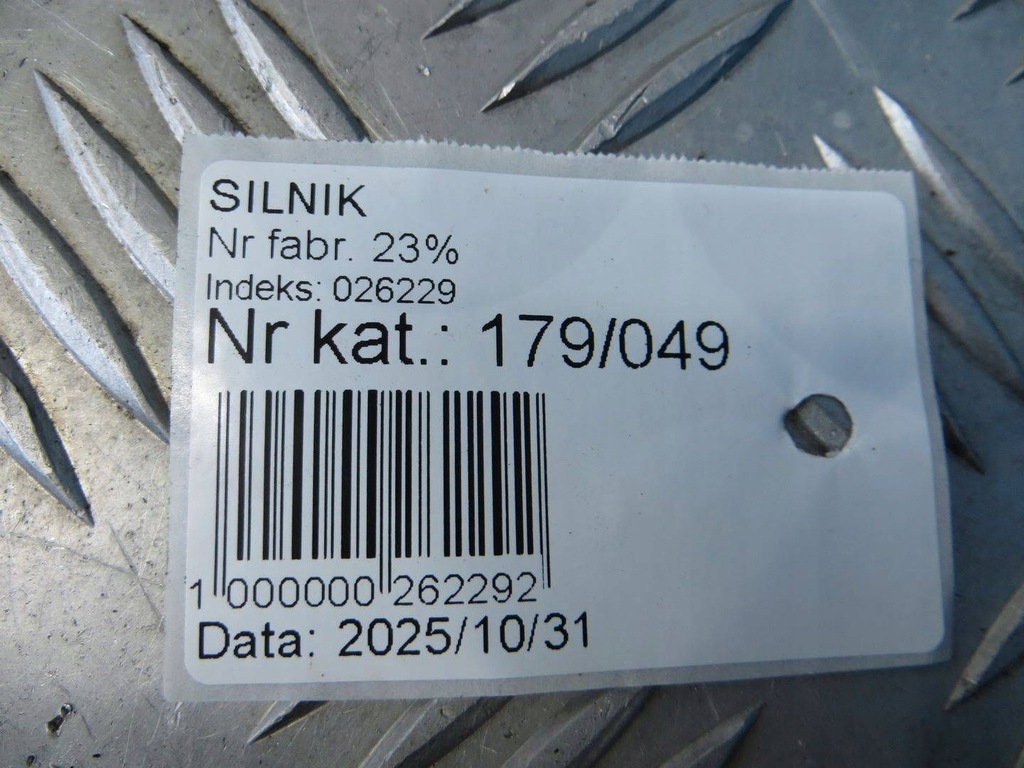 SILNIK
Nr fabr. 23%
Indeks: 026229
Nr kat.: 179/049
1 000000 262292
Data: 2025/10/31